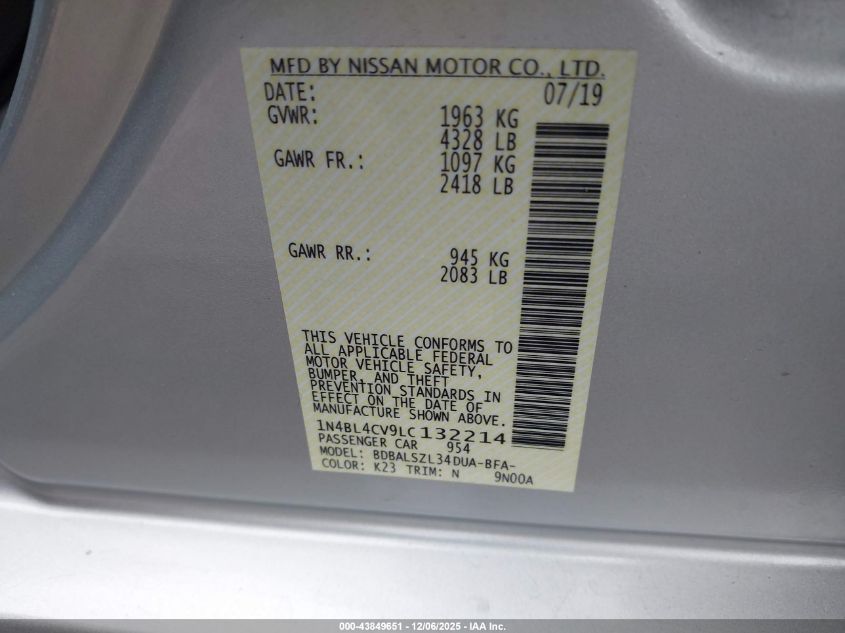 MFD BY NISSAN MOTOR CO., LTD.
DATE: 07/19
GVWR: 1963 KG
4328 LB
GAWR FR.: 1097 KG
2418 LB
GAWR RR.: 945 KG
2083 LB
THIS VEHICLE CONFORMS TO
ALL APPLICABLE FEDERAL
MOTOR VEHICLE SAFETY,
BUMPER, AND THEFT
PREVENTION STANDARDS IN
EFFECT ON THE DATE OF
MANUFACTURE SHOWN ABOVE.
1N4BL4CV9LC132214
PASSENGER CAR 954
MODEL: BDBALSZL34DUA-BFA-
COLOR: K23 TRIM: N 9N00A
000-43849651 - 12/06/2025 - IAA Inc.